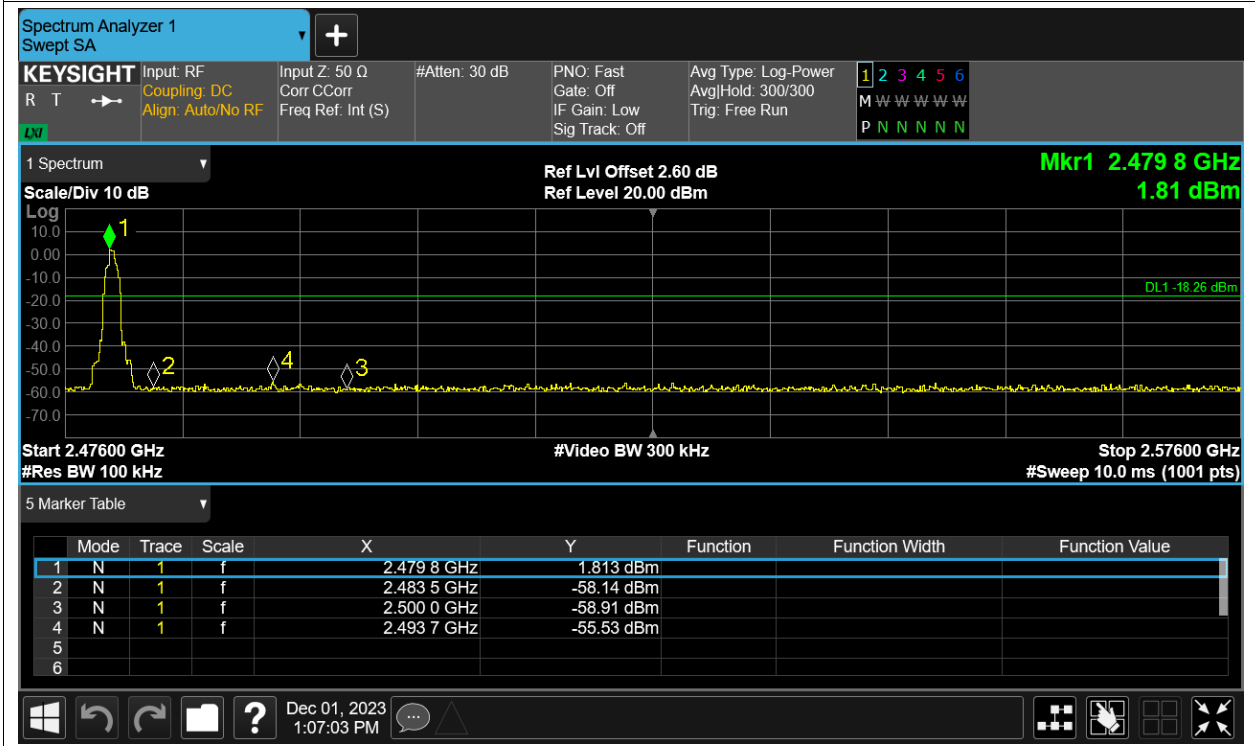 Spectrum Analyzer 1
Swept SA
+
KEYSIGHT
R T
LXI
Input: RF
Coupling: DC
Align: Auto/No RF
Input Z: 50 Ω
Corr CCorr
Freq Ref: Int (S)
#Atten: 30 dB
PNO: Fast
Gate: Off
IF Gain: Low
Sig Track: Off
Avg Type: Log-Power
Avg|Hold: 300/300
Trig: Free Run
1 2 3 4 5 6
M W W W W W
P N N N N N
1 Spectrum
Scale/Div 10 dB
Ref Lvl Offset 2.60 dB
Ref Level 20.00 dBm
Mkr1 2.479 8 GHz
1.81 dBm
Log
10.0
0.00
-10.0
-20.0
-30.0
-40.0
-50.0
-60.0
-70.0
1
2
4
3
DL1 -18.26 dBm
Start 2.47600 GHz
#Video BW 300 kHz
Stop 2.57600 GHz
#Res BW 100 kHz
#Sweep 10.0 ms (1001 pts)
5 Marker Table
Mode Trace Scale X Y Function Function Width Function Value
1 N 1 f 2.479 8 GHz 1.813 dBm
2 N 1 f 2.483 5 GHz -58.14 dBm
3 N 1 f 2.500 0 GHz -58.91 dBm
4 N 1 f 2.493 7 GHz -55.53 dBm
5
6
?
Dec 01, 2023
1:07:03 PM